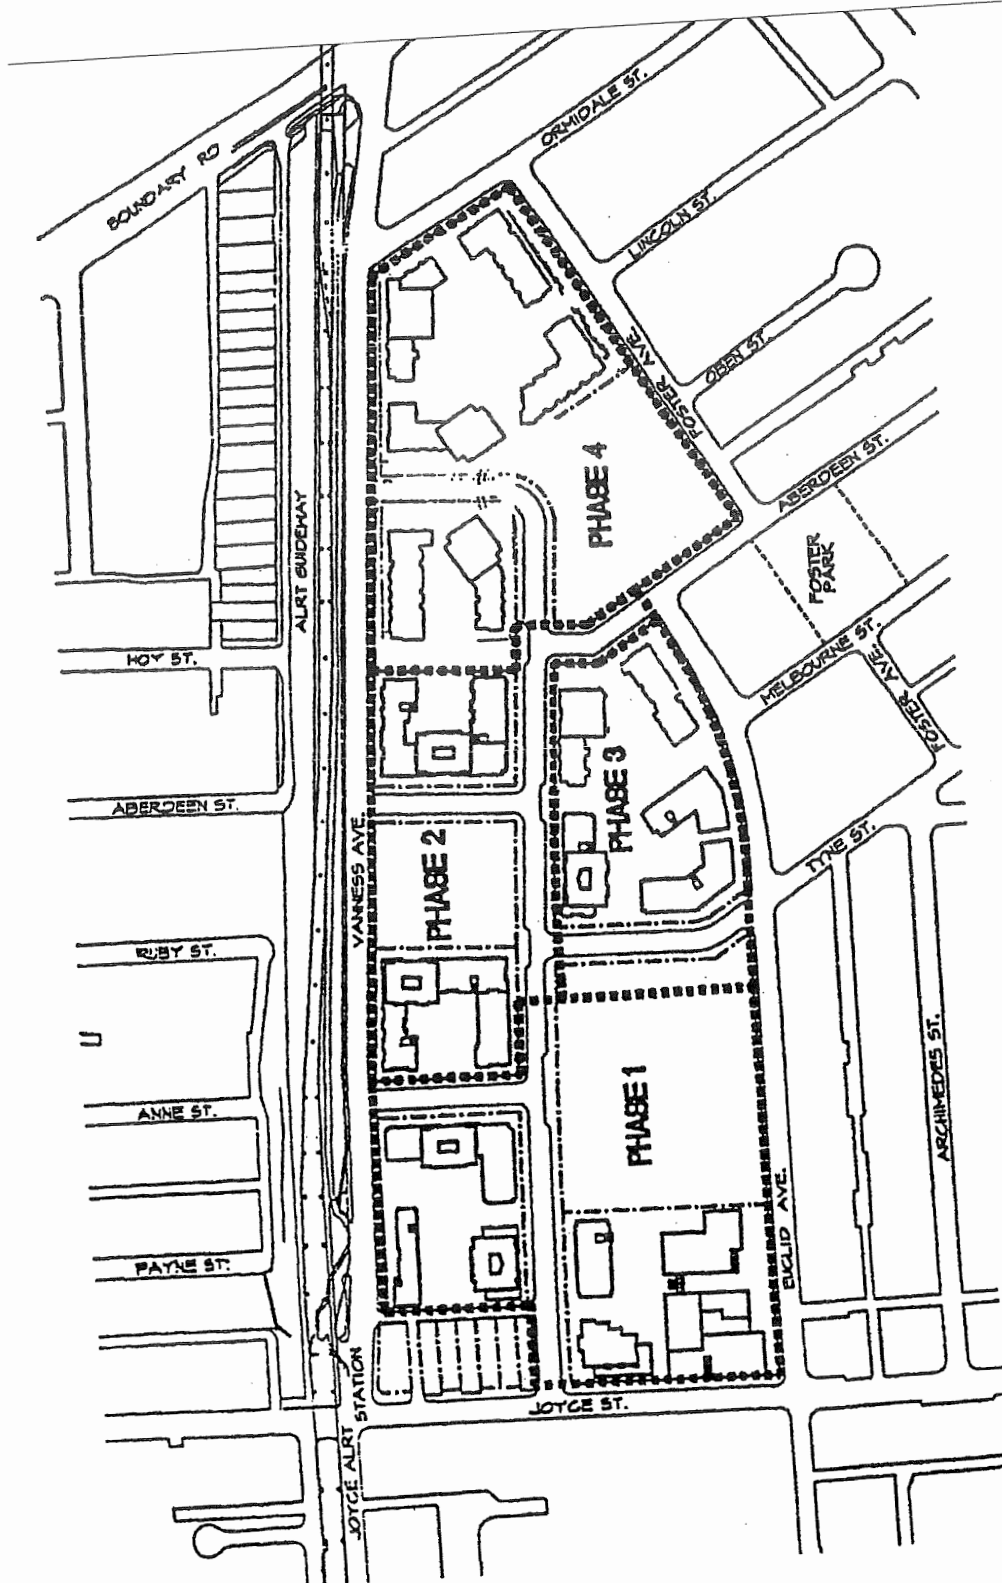 ORMIDALE ST.
BOUNDARY RD
LINCOLN ST.
OBEN ST.
FOSTER AVE.
ABERDEEN ST.
PHASE 4
ALRT GUIDEWAY
FOSTER
PARK
HOY ST.
MELBOURNE ST.
FOSTER AVE.
ABERDEEN ST.
PHASE 3
TYNE ST.
VANNESS AVE.
PHASE 2
RUBY ST.
ANNE ST.
PHASE 1
ARCHIMEDES ST.
PAYNE ST.
EUCLID AVE.
JOYCE ALRT STATION
JOYCE ST.